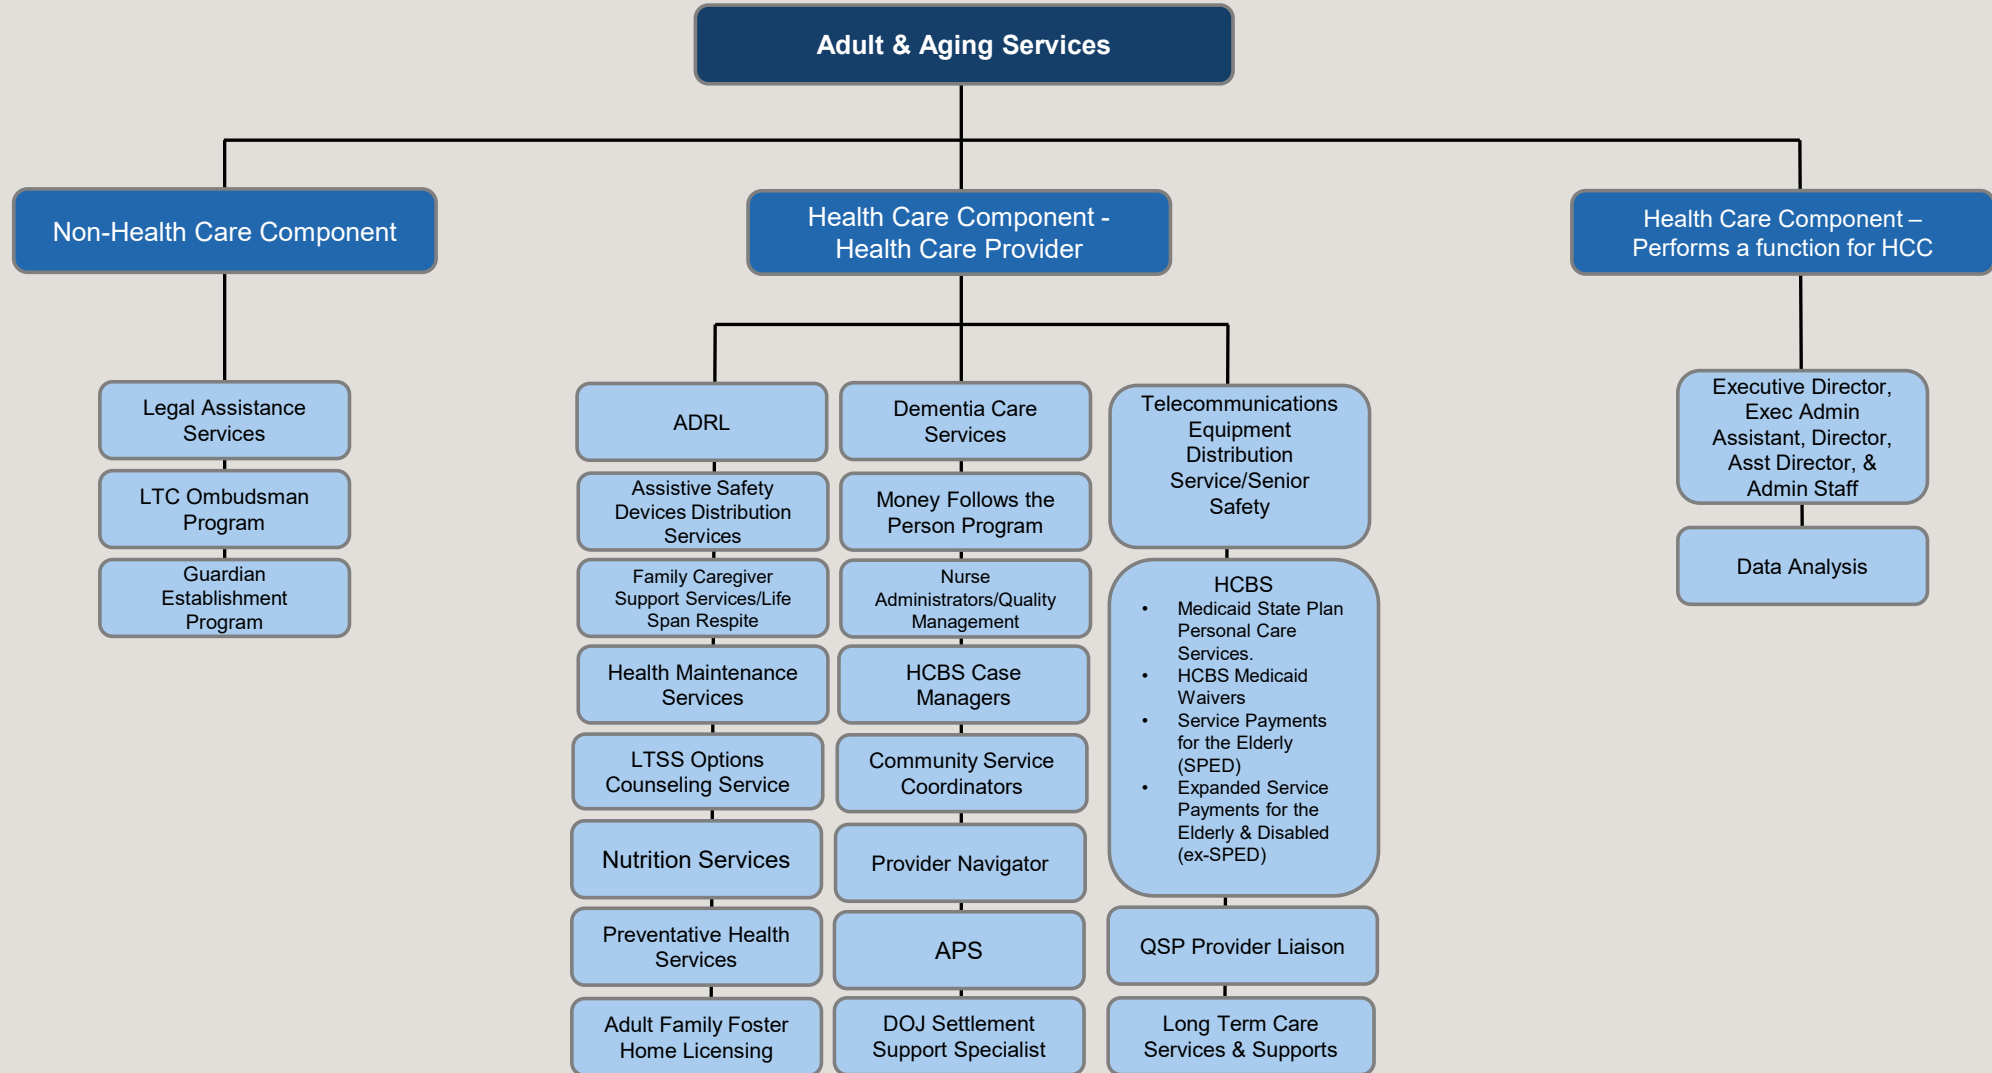 Adult & Aging Services
Non-Health Care Component
Health Care Component -
Health Care Provider
Health Care Component –
Performs a function for HCC
Legal Assistance
Services
LTC Ombudsman
Program
Guardian
Establishment
Program
ADRL
Assistive Safety
Devices Distribution
Services
Family Caregiver
Support Services/Life
Span Respite
Health Maintenance
Services
LTSS Options
Counseling Service
Nutrition Services
Preventative Health
Services
Adult Family Foster
Home Licensing
Dementia Care
Services
Money Follows the
Person Program
Nurse
Administrators/Quality
Management
HCBS Case
Managers
Community Service
Coordinators
Provider Navigator
APS
DOJ Settlement
Support Specialist
Telecommunications
Equipment
Distribution
Service/Senior
Safety
HCBS
• Medicaid State Plan
Personal Care
Services.
• HCBS Medicaid
Waivers
• Service Payments
for the Elderly
(SPED)
• Expanded Service
Payments for the
Elderly & Disabled
(ex-SPED)
QSP Provider Liaison
Long Term Care
Services & Supports
Executive Director,
Exec Admin
Assistant, Director,
Asst Director, &
Admin Staff
Data Analysis